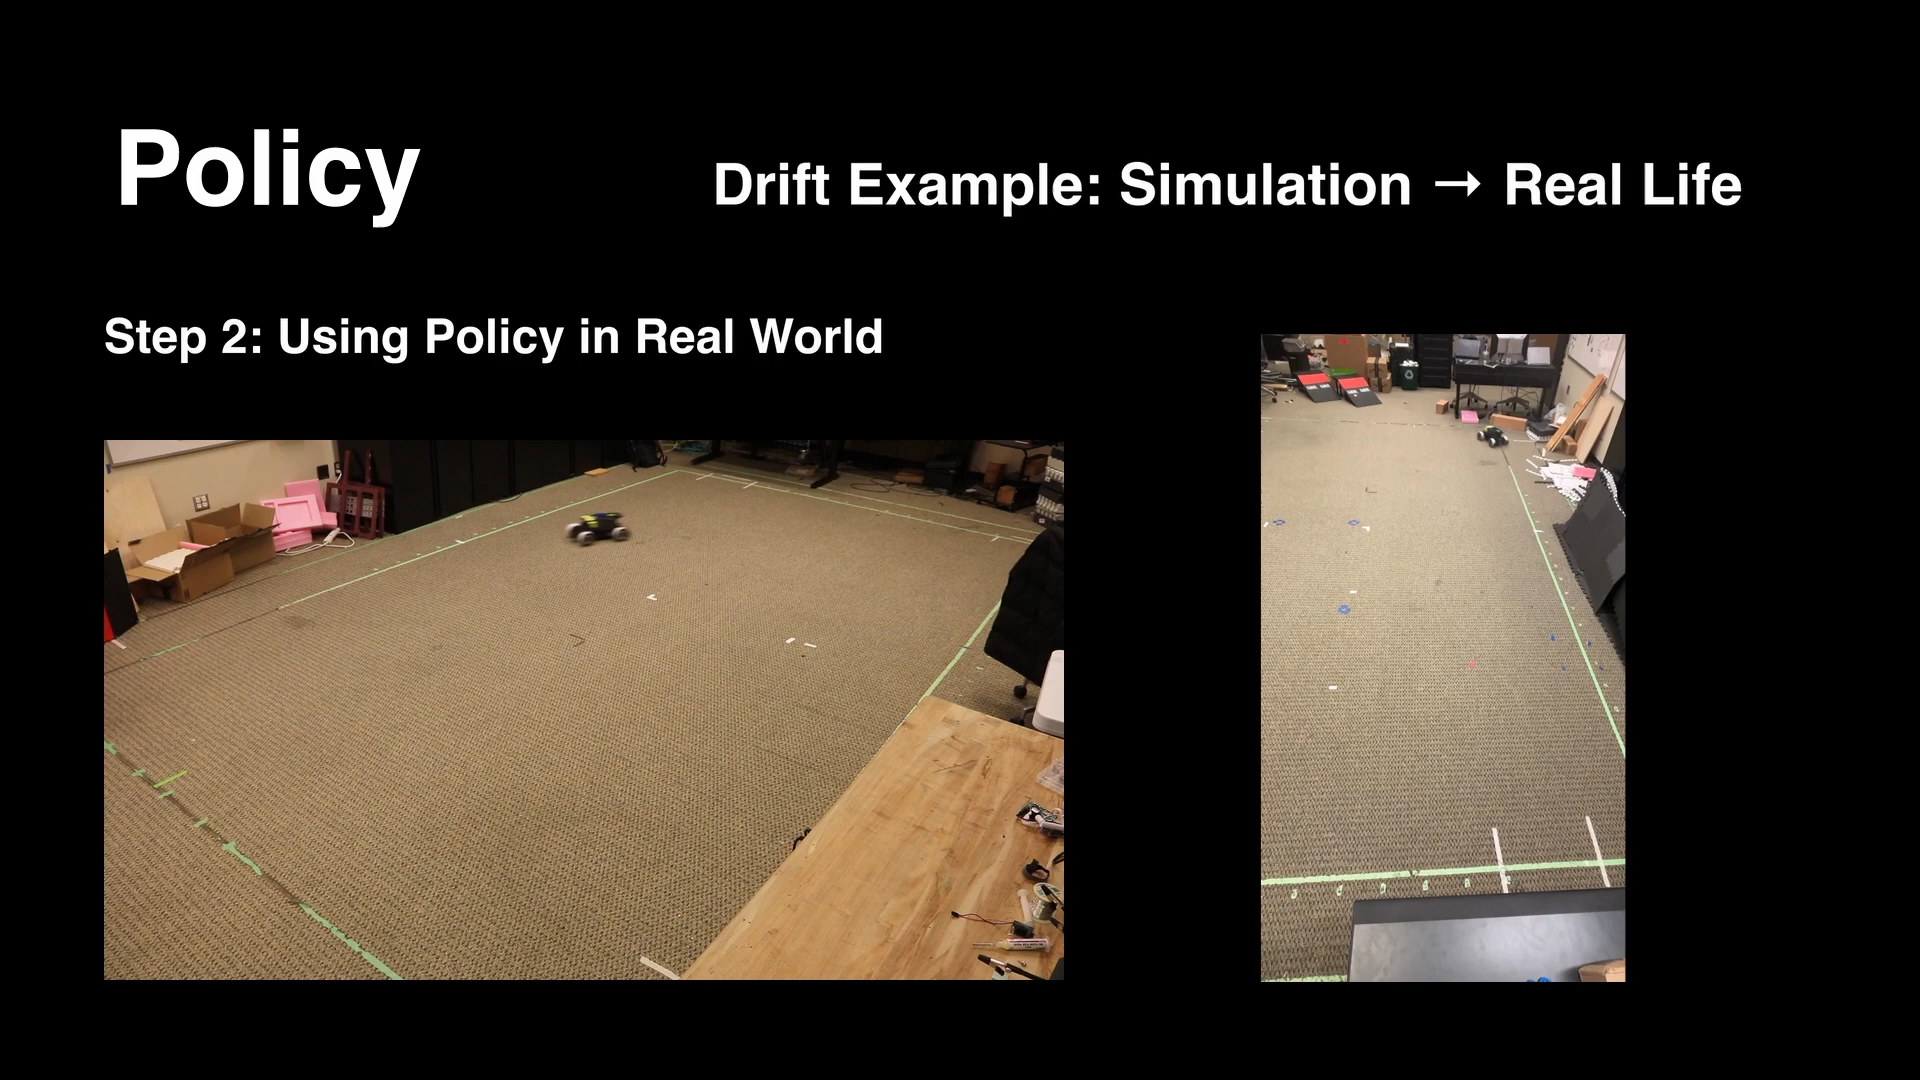 Policy
Drift Example: Simulation → Real Life
Step 2: Using Policy in Real World